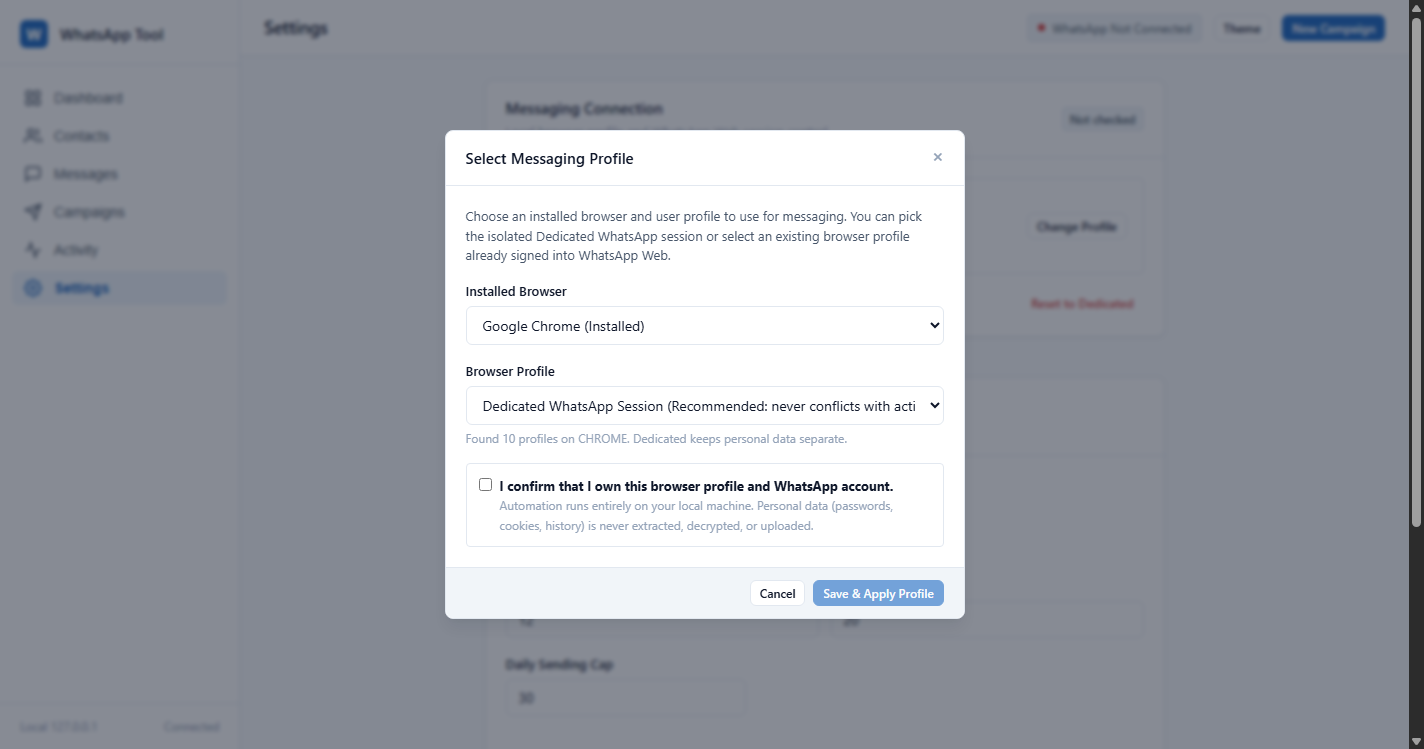 W WhatsApp Tool
Settings
WhatsApp Not Connected
Theme
New Campaign
Dashboard
Contacts
Messages
Campaigns
Activity
Settings
Messaging Connection
Not checked
Change Profile
Reset to Dedicated
Select Messaging Profile
×
Choose an installed browser and user profile to use for messaging. You can pick
the isolated Dedicated WhatsApp session or select an existing browser profile
already signed into WhatsApp Web.
Installed Browser
Google Chrome (Installed)
Browser Profile
Dedicated WhatsApp Session (Recommended: never conflicts with acti
Found 10 profiles on CHROME. Dedicated keeps personal data separate.
I confirm that I own this browser profile and WhatsApp account.
Automation runs entirely on your local machine. Personal data (passwords,
cookies, history) is never extracted, decrypted, or uploaded.
Cancel
Save & Apply Profile
Daily Sending Cap
30
Local 127.0.0.1
Connected